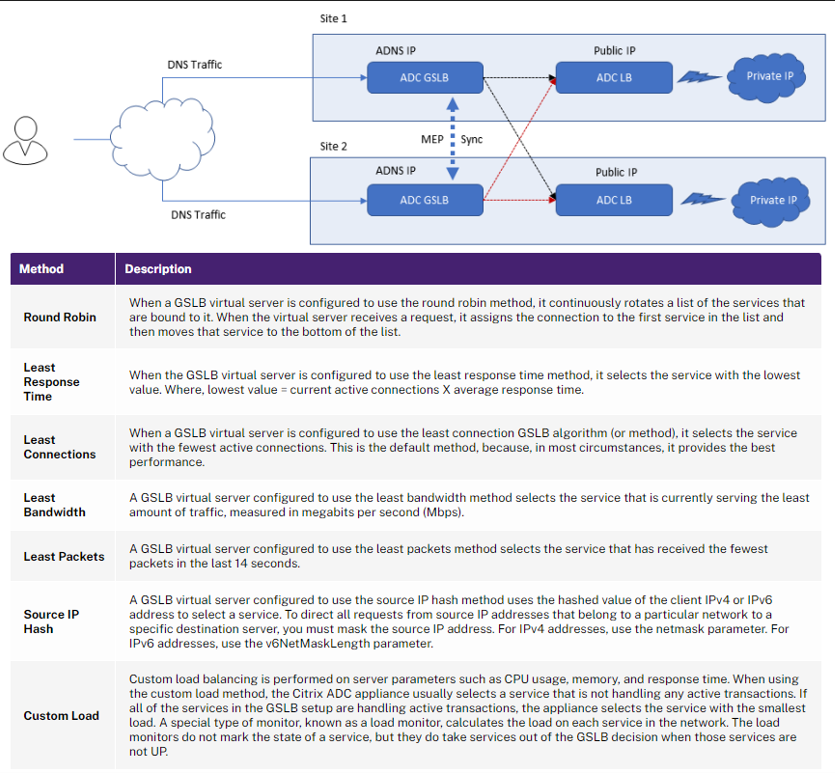 Site 1
ADNS IP
Public IP
DNS Traffic
ADC GSLB
ADC LB
Private IP
MEP
Sync
Site 2
ADNS IP
Public IP
ADC GSLB
ADC LB
Private IP
DNS Traffic
Method
Description
Round Robin
When a GSLB virtual server is configured to use the round robin method, it continuously rotates a list of the services that
are bound to it. When the virtual server receives a request, it assigns the connection to the first service in the list and
then moves that service to the bottom of the list.
Least
Response
Time
When the GSLB virtual server is configured to use the least response time method, it selects the service with the lowest
value. Where, lowest value = current active connections X average response time.
Least
Connections
When a GSLB virtual server is configured to use the least connection GSLB algorithm (or method), it selects the service
with the fewest active connections. This is the default method, because, in most circumstances, it provides the best
performance.
Least
Bandwidth
A GSLB virtual server configured to use the least bandwidth method selects the service that is currently serving the least
amount of traffic, measured in megabits per second (Mbps).
Least Packets
A GSLB virtual server configured to use the least packets method selects the service that has received the fewest
packets in the last 14 seconds.
Source IP
Hash
A GSLB virtual server configured to use the source IP hash method uses the hashed value of the client IPv4 or IPv6
address to select a service. To direct all requests from source IP addresses that belong to a particular network to a
specific destination server, you must mask the source IP address. For IPv4 addresses, use the netmask parameter. For
IPv6 addresses, use the v6NetMaskLength parameter.
Custom Load
Custom load balancing is performed on server parameters such as CPU usage, memory, and response time. When using
the custom load method, the Citrix ADC appliance usually selects a service that is not handling any active transactions. If
all of the services in the GSLB setup are handling active transactions, the appliance selects the service with the smallest
load. A special type of monitor, known as a load monitor, calculates the load on each service in the network. The load
monitors do not mark the state of a service, but they do take services out of the GSLB decision when those services are
not UP.